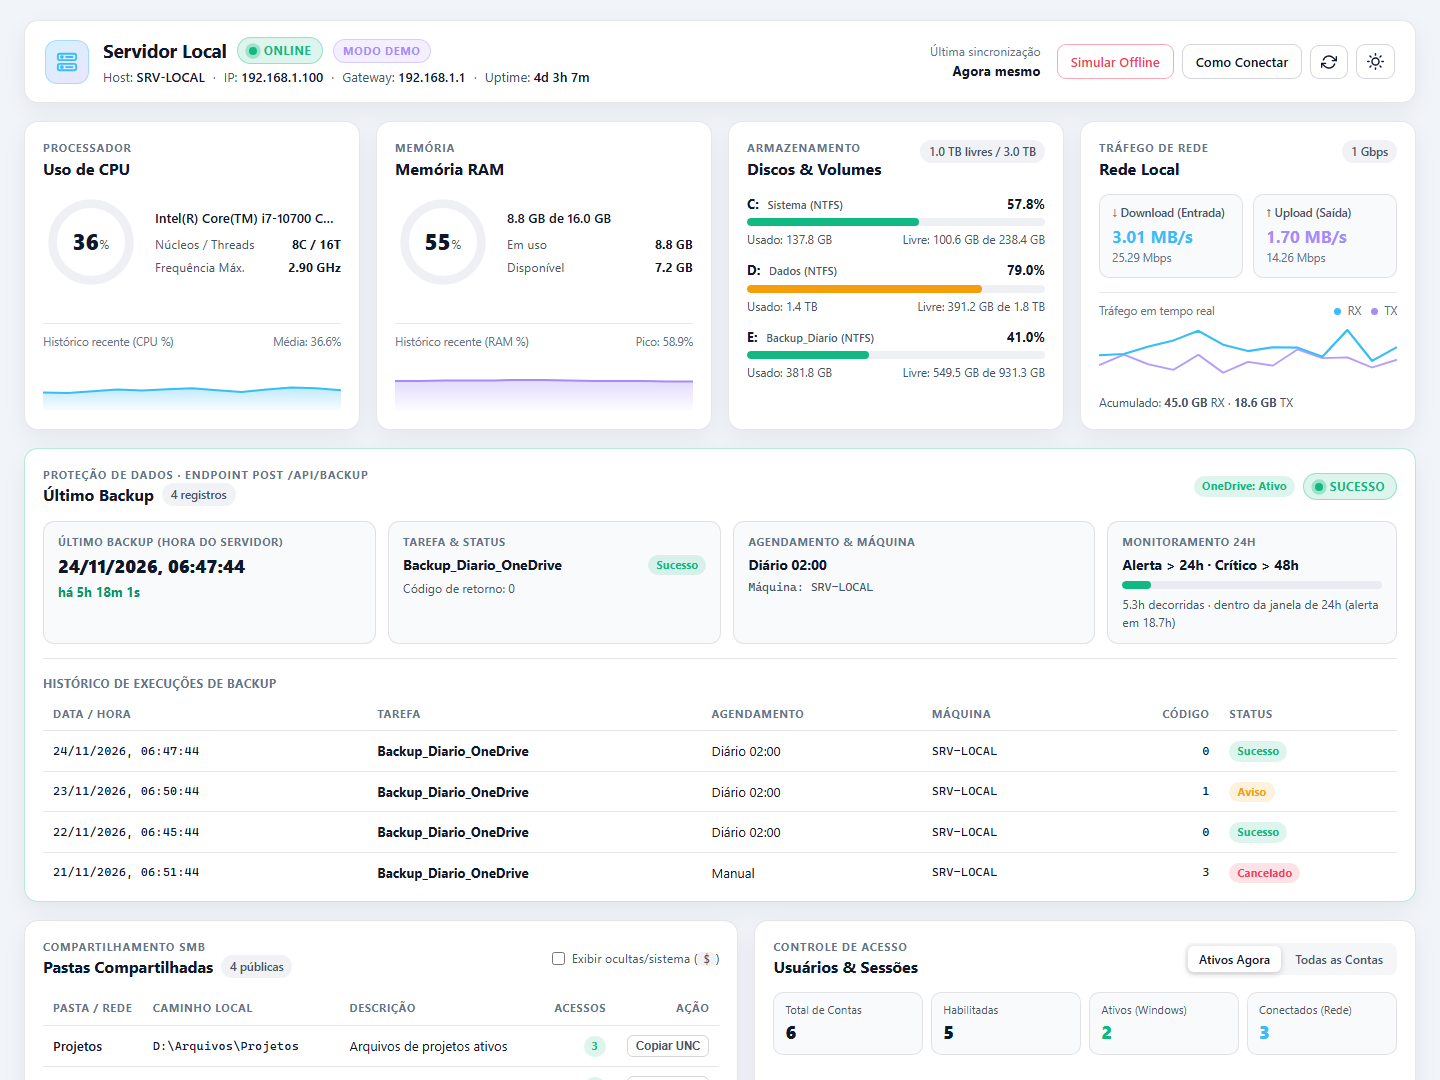 Servidor Local
ONLINE
MODO DEMO
Host: SRV-LOCAL · IP: 192.168.1.100 · Gateway: 192.168.1.1 · Uptime: 4d 3h 7m
Última sincronização
Agora mesmo
Simular Offline
Como Conectar
PROCESSADOR
Uso de CPU
36%
Intel(R) Core(TM) i7-10700 C...
Núcleos / Threads 8C / 16T
Frequência Máx. 2.90 GHz
Histórico recente (CPU %) Média: 36.6%
MEMÓRIA
Memória RAM
55%
8.8 GB de 16.0 GB
Em uso 8.8 GB
Disponível 7.2 GB
Histórico recente (RAM %) Pico: 58.9%
ARMAZENAMENTO
Discos & Volumes
1.0 TB livres / 3.0 TB
C: Sistema (NTFS) 57.8%
Usado: 137.8 GB Livre: 100.6 GB de 238.4 GB
D: Dados (NTFS) 79.0%
Usado: 1.4 TB Livre: 391.2 GB de 1.8 TB
E: Backup_Diario (NTFS) 41.0%
Usado: 381.8 GB Livre: 549.5 GB de 931.3 GB
TRÁFEGO DE REDE
Rede Local
1 Gbps
↓ Download (Entrada)
3.01 MB/s
25.29 Mbps
↑ Upload (Saída)
1.70 MB/s
14.26 Mbps
Tráfego em tempo real RX TX
Acumulado: 45.0 GB RX · 18.6 GB TX
PROTEÇÃO DE DADOS · ENDPOINT POST /API/BACKUP
Último Backup 4 registros
OneDrive: Ativo
SUCESSO
ÚLTIMO BACKUP (HORA DO SERVIDOR)
24/11/2026, 06:47:44
há 5h 18m 1s
TAREFA & STATUS
Backup_Diario_OneDrive Sucesso
Código de retorno: 0
AGENDAMENTO & MÁQUINA
Diário 02:00
Máquina: SRV-LOCAL
MONITORAMENTO 24H
Alerta > 24h · Crítico > 48h
5.3h decorridas · dentro da janela de 24h (alerta
em 18.7h)
HISTÓRICO DE EXECUÇÕES DE BACKUP
DATA / HORA TAREFA AGENDAMENTO MÁQUINA CÓDIGO STATUS
24/11/2026, 06:47:44 Backup_Diario_OneDrive Diário 02:00 SRV-LOCAL 0 Sucesso
23/11/2026, 06:50:44 Backup_Diario_OneDrive Diário 02:00 SRV-LOCAL 1 Aviso
22/11/2026, 06:45:44 Backup_Diario_OneDrive Diário 02:00 SRV-LOCAL 0 Sucesso
21/11/2026, 06:51:44 Backup_Diario_OneDrive Manual SRV-LOCAL 3 Cancelado
COMPARTILHAMENTO SMB
Pastas Compartilhadas 4 públicas
Exibir ocultas/sistema ( $ )
PASTA / REDE CAMINHO LOCAL DESCRIÇÃO ACESSOS AÇÃO
Projetos D:\Arquivos\Projetos Arquivos de projetos ativos 3 Copiar UNC
CONTROLE DE ACESSO
Usuários & Sessões
Ativos Agora
Todas as Contas
Total de Contas
6
Habilitadas
5
Ativos (Windows)
2
Conectados (Rede)
3